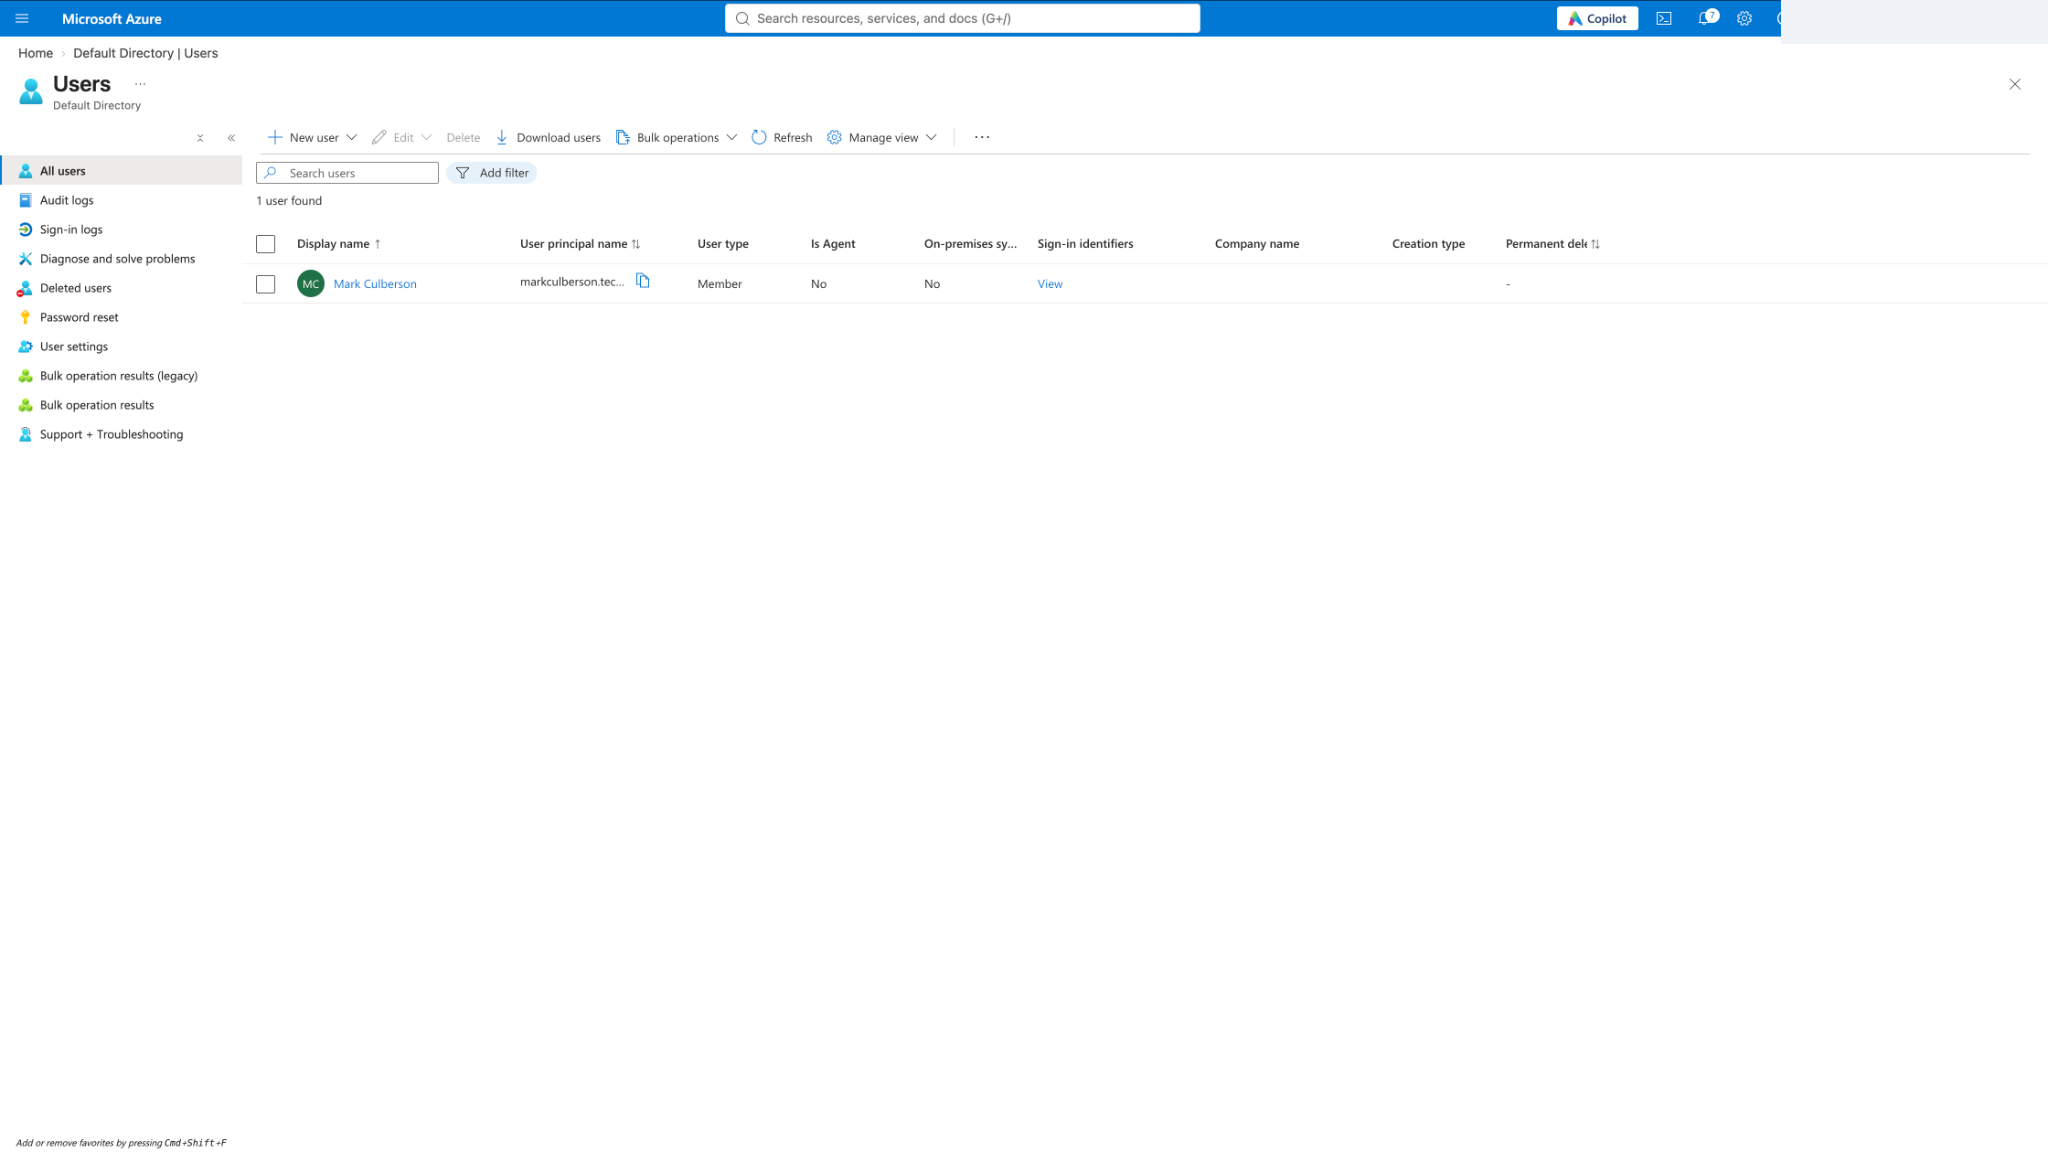 Microsoft Azure
Search resources, services, and docs (G+/)
Copilot
7
Home › Default Directory | Users
Users ...
Default Directory
New user
Edit
Delete
Download users
Bulk operations
Refresh
Manage view
...
All users
Audit logs
Sign-in logs
Diagnose and solve problems
Deleted users
Password reset
User settings
Bulk operation results (legacy)
Bulk operation results
Support + Troubleshooting
Search users
Add filter
1 user found
Display name ↑ User principal name ↑↓ User type Is Agent On-premises sy... Sign-in identifiers Company name Creation type Permanent dele ↑↓
MC Mark Culberson markculberson.tec... Member No No View -
Add or remove favorites by pressing Cmd+Shift+F